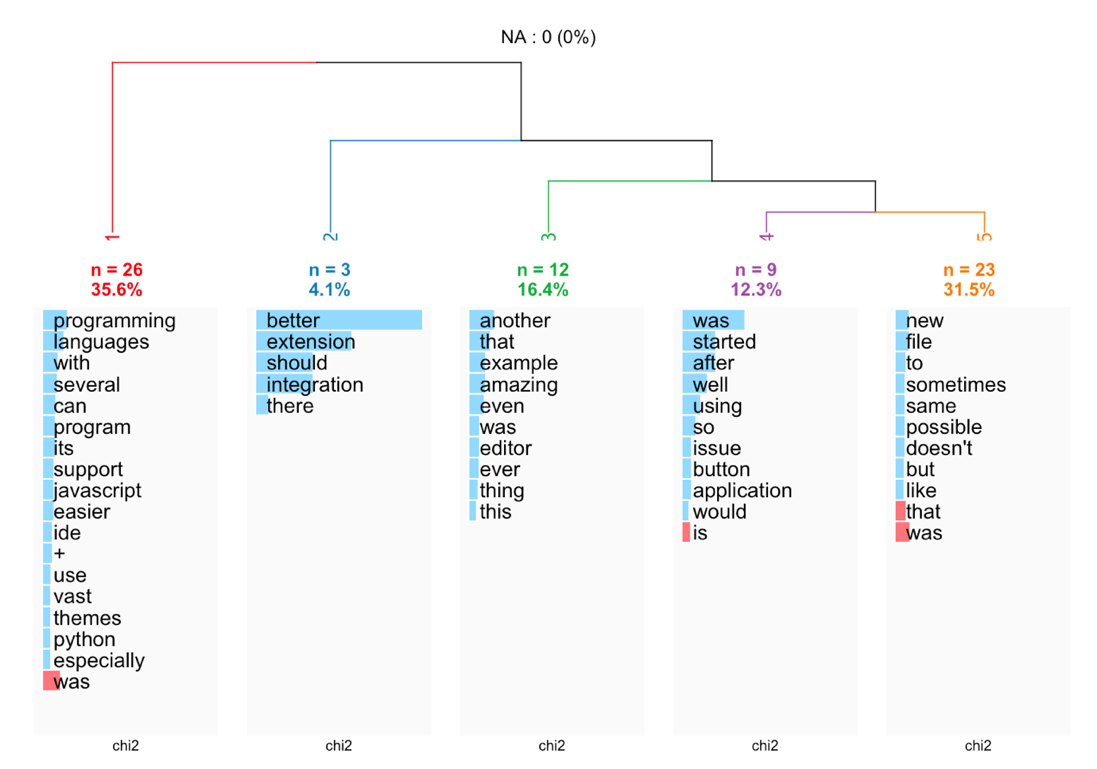 NA : 0 (0%)
1
2
3
4
5
n = 26
35.6%
n = 3
4.1%
n = 12
16.4%
n = 9
12.3%
n = 23
31.5%
programming
languages
with
several
can
program
its
support
javascript
easier
ide
+
use
vast
themes
python
especially
was
chi2
better
extension
should
integration
there
chi2
another
that
example
amazing
even
was
editor
ever
thing
this
chi2
was
started
after
well
using
so
issue
button
application
would
is
chi2
new
file
to
sometimes
same
possible
doesn't
but
like
that
was
chi2